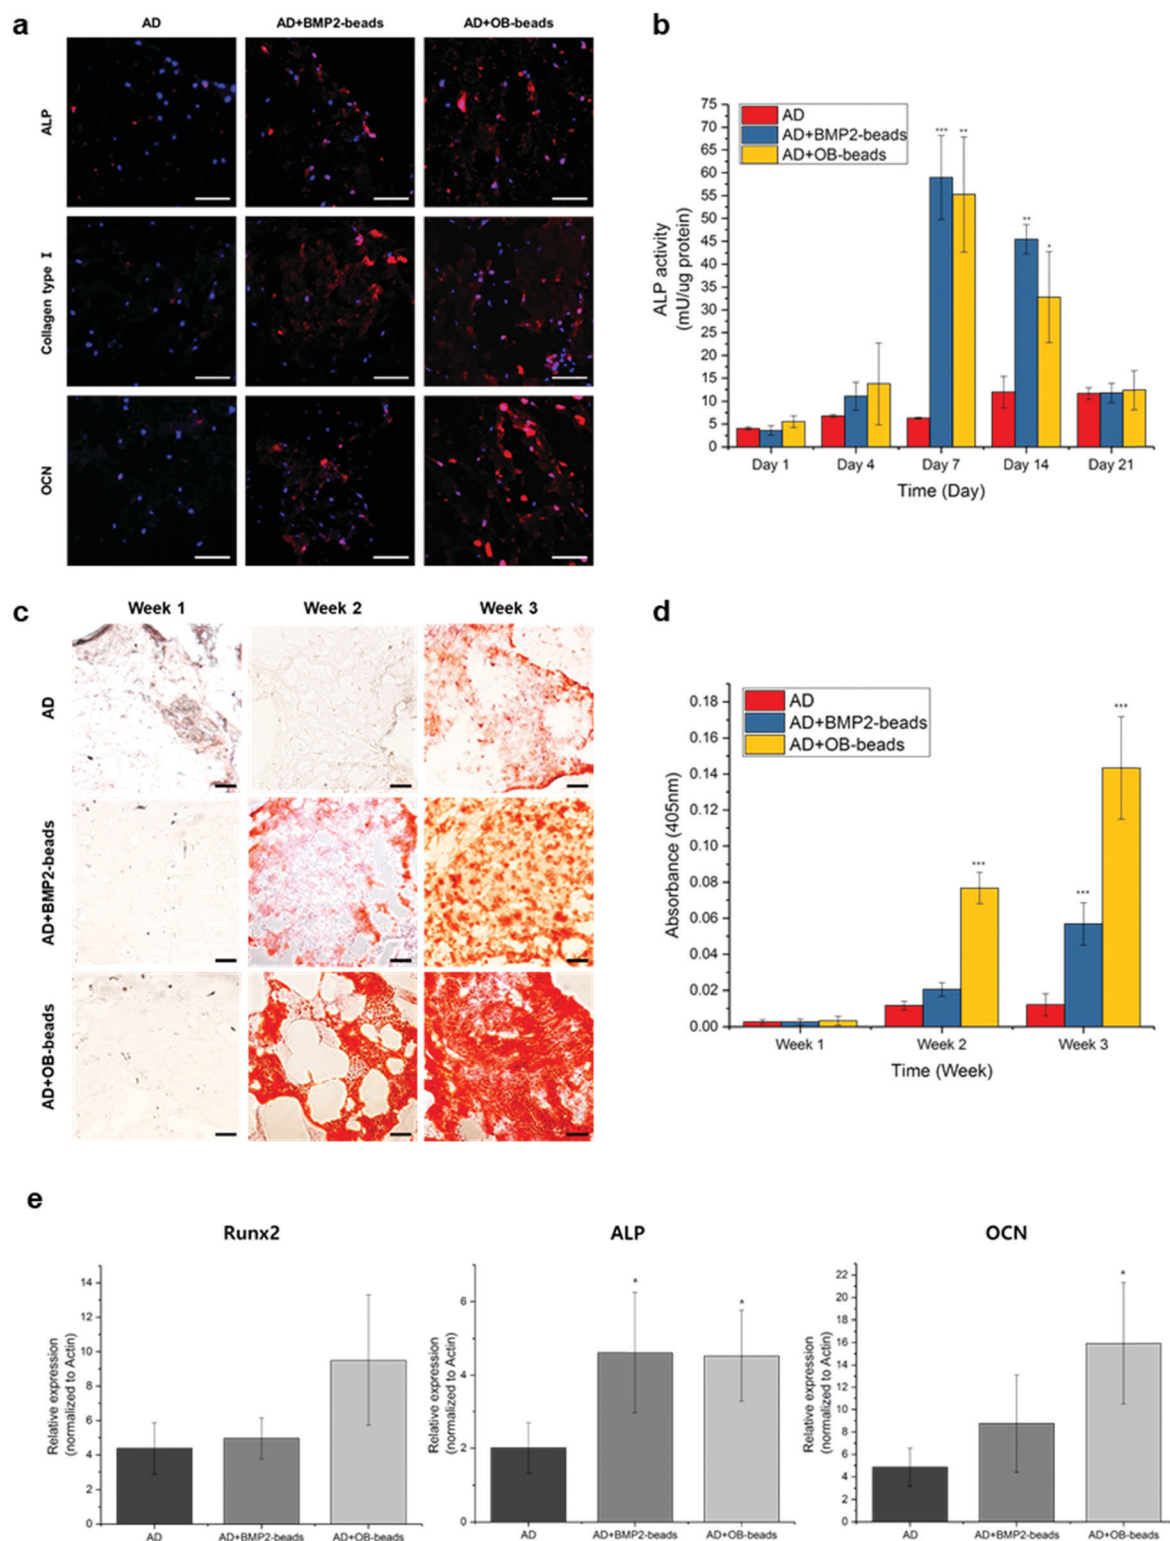 a
AD
AD+BMP2-beads
AD+OB-beads
ALP
Collagen type I
OCN
b
AD
AD+BMP2-beads
AD+OB-beads
ALP activity
(mU/ug protein)
75
70
65
60
55
50
45
40
35
30
25
20
15
10
5
0
***
**
**
*
Day 1
Day 4
Day 7
Day 14
Day 21
Time (Day)
c
Week 1
Week 2
Week 3
AD
AD+BMP2-beads
AD+OB-beads
d
AD
AD+BMP2-beads
AD+OB-beads
Absorbance (405nm)
0.18
0.16
0.14
0.12
0.10
0.08
0.06
0.04
0.02
0.00
***
***
***
Week 1
Week 2
Week 3
Time (Week)
e
Runx2
Relative expression
(normalized to Actin)
14
12
10
8
6
4
2
0
AD
AD+BMP2-beads
AD+OB-beads
ALP
Relative expression
(normalized to Actin)
6
4
2
0
*
*
AD
AD+BMP2-beads
AD+OB-beads
OCN
Relative expression
(normalized to Actin)
22
20
18
16
14
12
10
8
6
4
2
0
*
AD
AD+BMP2-beads
AD+OB-beads